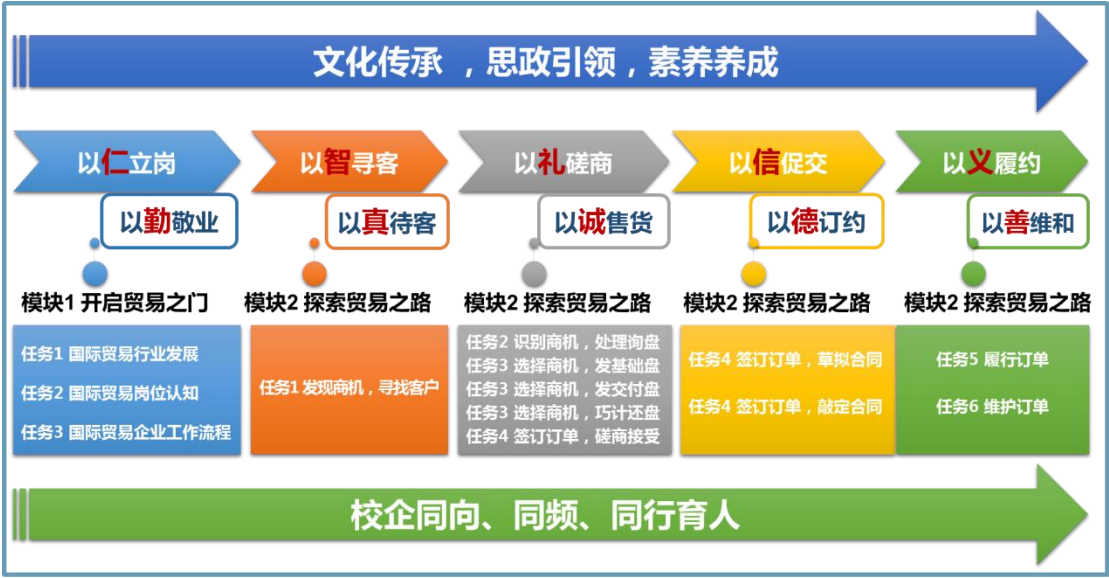 文化传承 ，思政引领，素养养成
以仁立岗
以智寻客
以礼磋商
以信促交
以义履约
以勤敬业
以真待客
以诚售货
以德订约
以善维和
模块1 开启贸易之门
模块2 探索贸易之路
模块2 探索贸易之路
模块2 探索贸易之路
模块2 探索贸易之路
任务1 国际贸易行业发展
任务2 国际贸易岗位认知
任务3 国际贸易企业工作流程
任务1 发现商机，寻找客户
任务2 识别商机，处理询盘
任务3 选择商机，发基础盘
任务3 选择商机，发交付盘
任务3 选择商机，巧计还盘
任务4 签订订单，磋商接受
任务4 签订订单，草拟合同
任务4 签订订单，敲定合同
任务5 履行订单
任务6 维护订单
校企同向、同频、同行育人